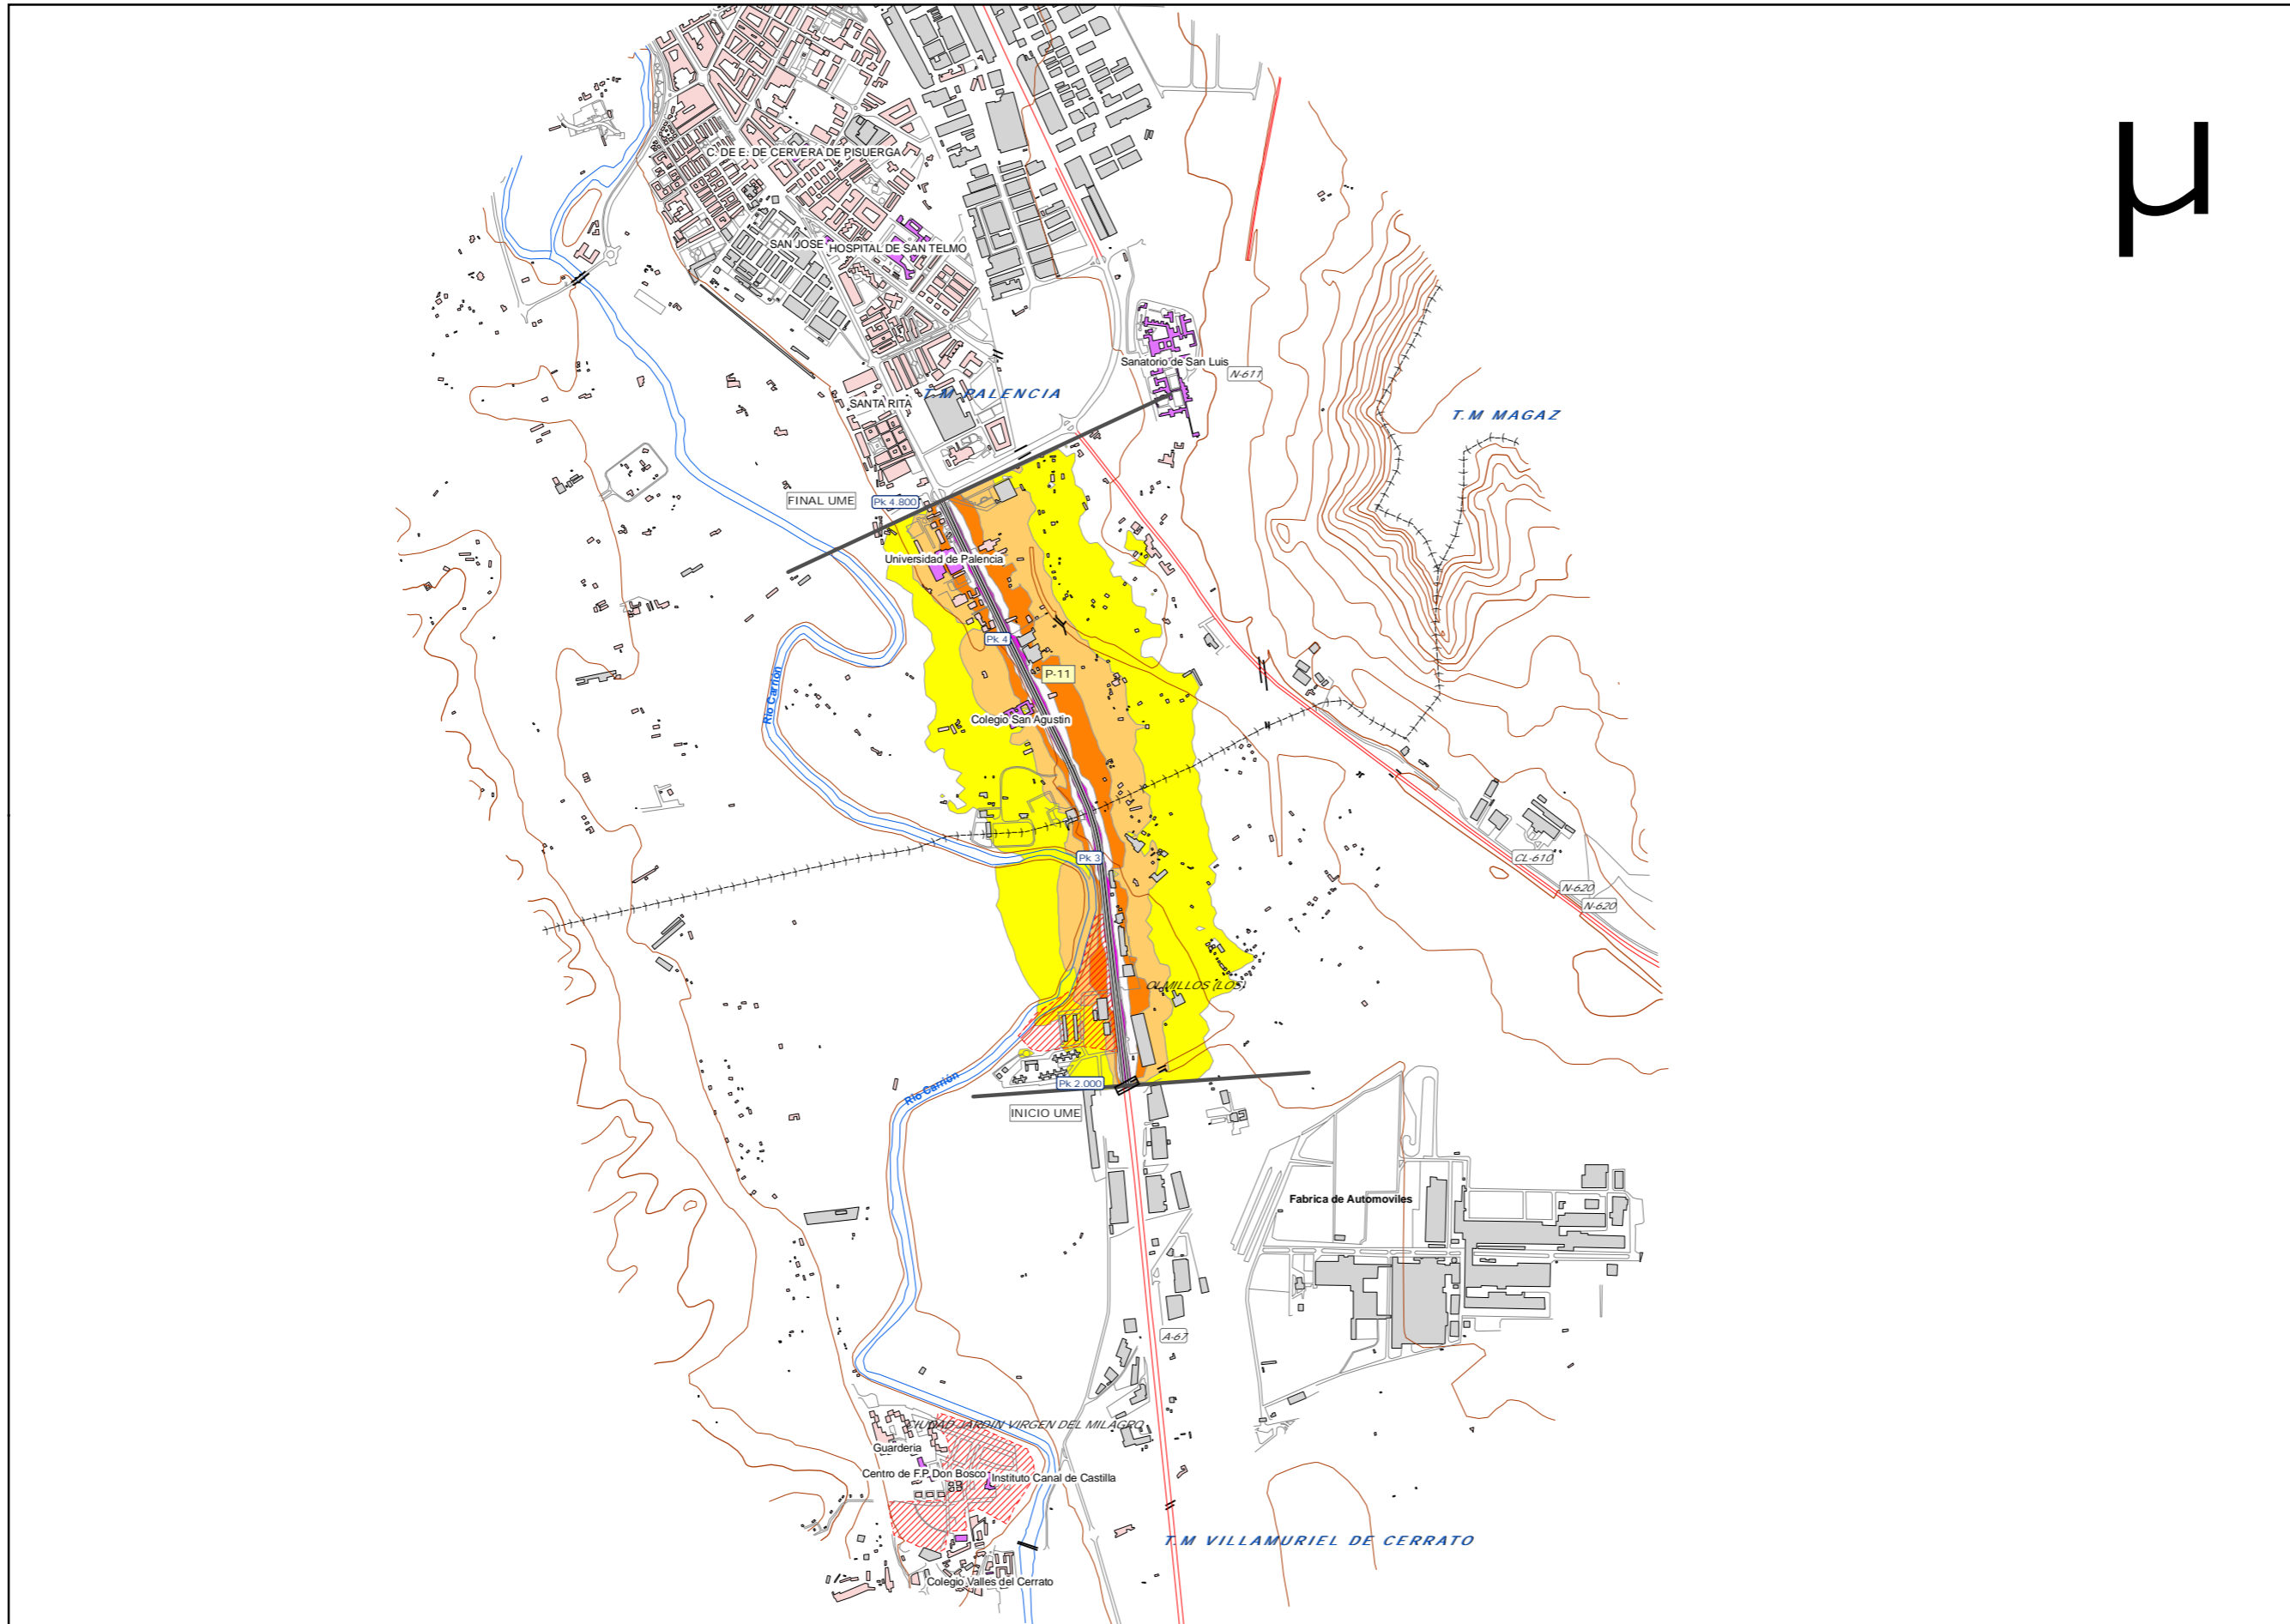 µ
C. DE E. DE CERVERA DE PISUERGA
SAN JOSE
HOSPITAL DE SAN TELMO
Sanatorio de San Luis
N-611
T.M PALENCIA
SANTA RITA
T.M MAGAZ
FINAL UME
Pk 4.800
Universidad de Palencia
Pk 4
P-11
Río Carrión
Colegio San Agustin
Pk 3
CL-610
N-620
N-620
OLMILLOS (LOS)
Pk 2.000
Río Carrión
INICIO UME
Fabrica de Automoviles
A-67
CIUDAD JARDIN VIRGEN DEL MILAGRO
Guarderia
Centro de F.P Don Bosco
Instituto Canal de Castilla
T.M VILLAMURIEL DE CERRATO
Colegio Valles del Cerrato